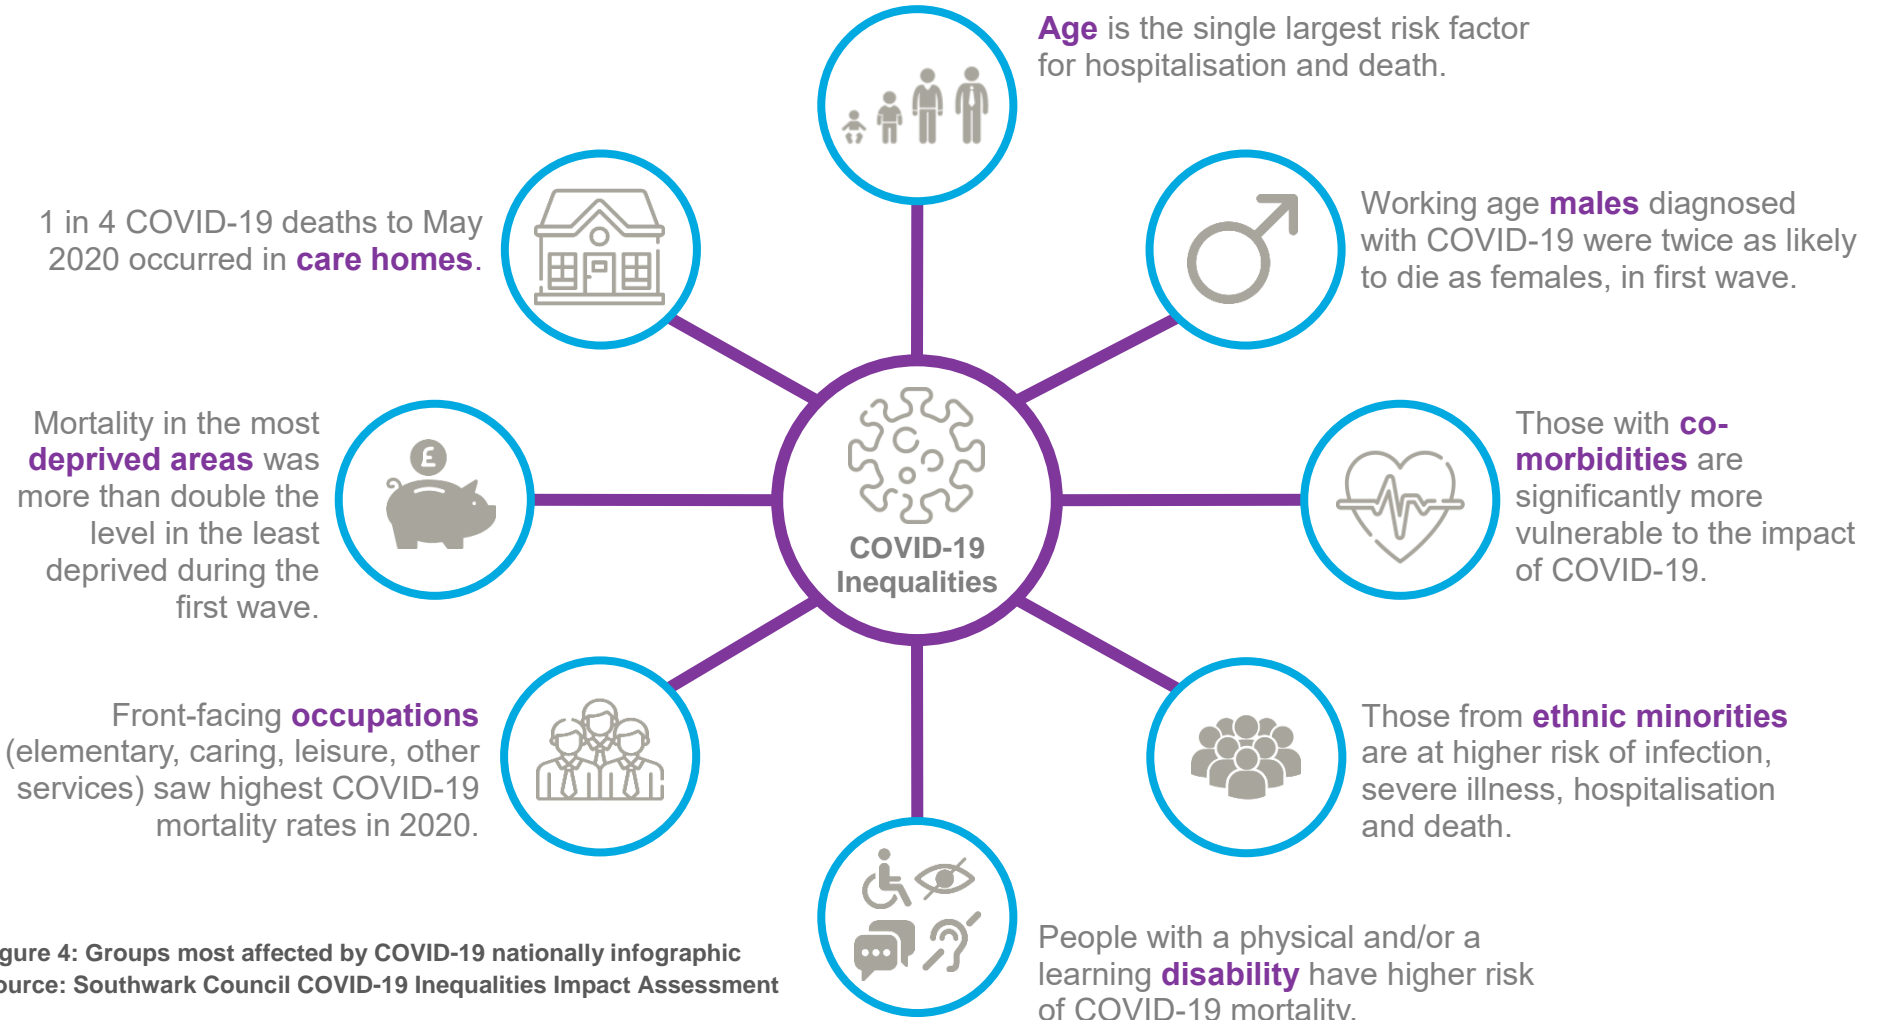 Age is the single largest risk factor
for hospitalisation and death.
Working age males diagnosed
with COVID-19 were twice as likely
to die as females, in first wave.
Those with co-
morbidities are
significantly more
vulnerable to the impact
of COVID-19.
Those from ethnic minorities
are at higher risk of infection,
severe illness, hospitalisation
and death.
People with a physical and/or a
learning disability have higher risk
of COVID-19 mortality.
Front-facing occupations
(elementary, caring, leisure, other
services) saw highest COVID-19
mortality rates in 2020.
£
Mortality in the most
deprived areas was
more than double the
level in the least
deprived during the
first wave.
1 in 4 COVID-19 deaths to May
2020 occurred in care homes.
COVID-19
Inequalities
gure 4: Groups most affected by COVID-19 nationally infographic
ource: Southwark Council COVID-19 Inequalities Impact Assessment